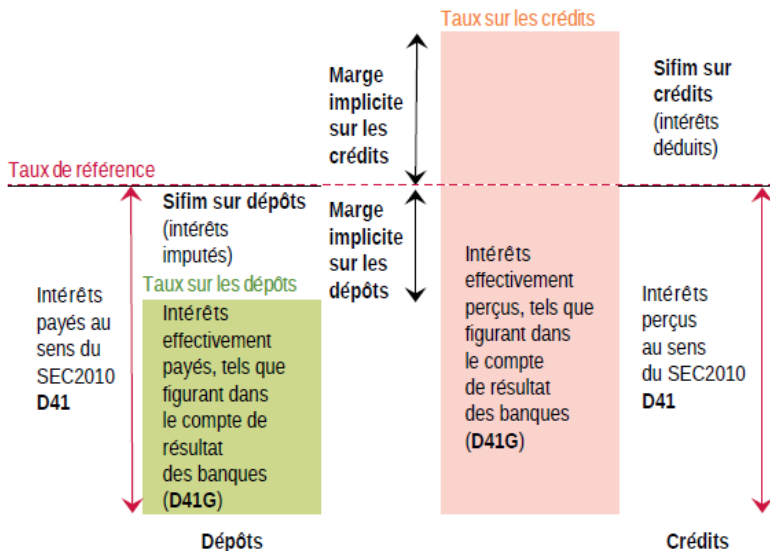 Taux sur les crédits
Marge
implicite
sur les
crédits
Sifim sur
crédits
(intérêts
déduits)
Taux de référence
Sifim sur dépôts
(intérêts
imputés)
Marge
implicite
sur les
dépôts
Taux sur les dépôts
Intérêts
payés au
sens du
SEC2010
D41
Intérêts
effectivement
payés, tels que
figurant dans
le compte de
résultat
des banques
(D41G)
Intérêts
effectivement
perçus, tels que
figurant dans
le compte
de résultat
des banques
(D41G)
Intérêts
perçus
au sens
du SEC2010
D41
Dépôts
Crédits